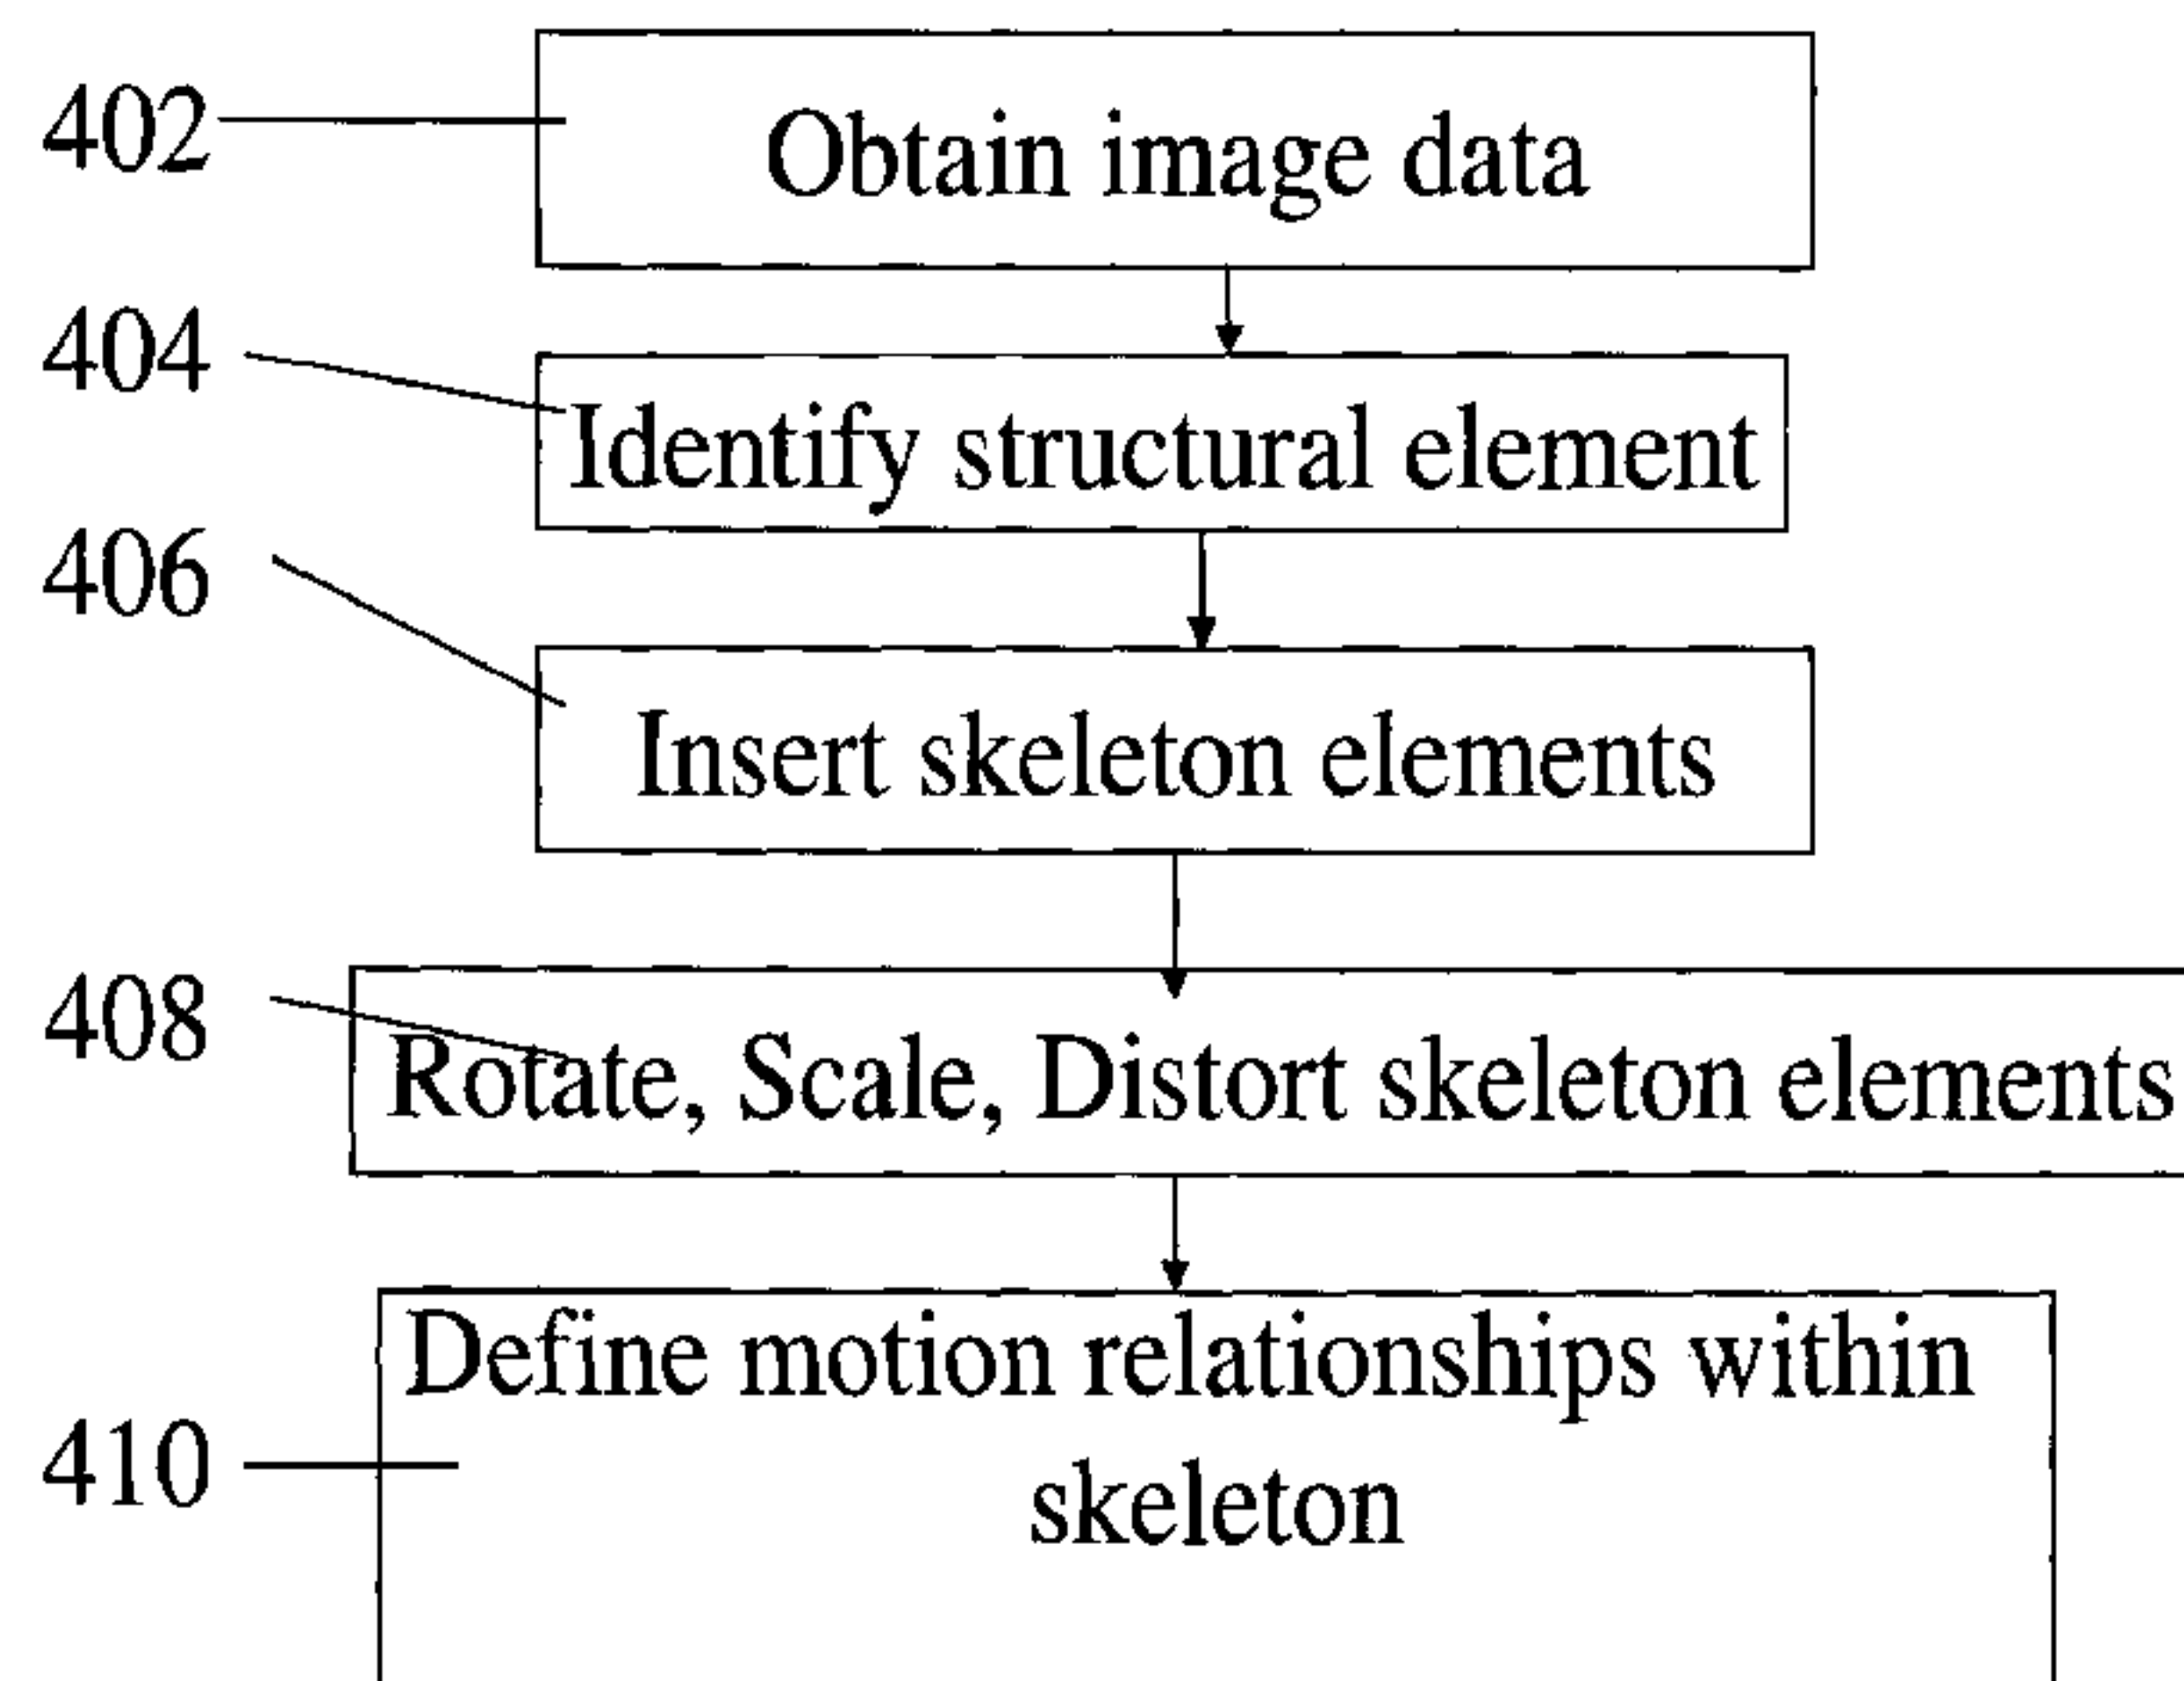 402
Obtain image data
404
Identify structural element
406
Insert skeleton elements
408
Rotate, Scale, Distort skeleton elements
410
Define motion relationships within
skeleton